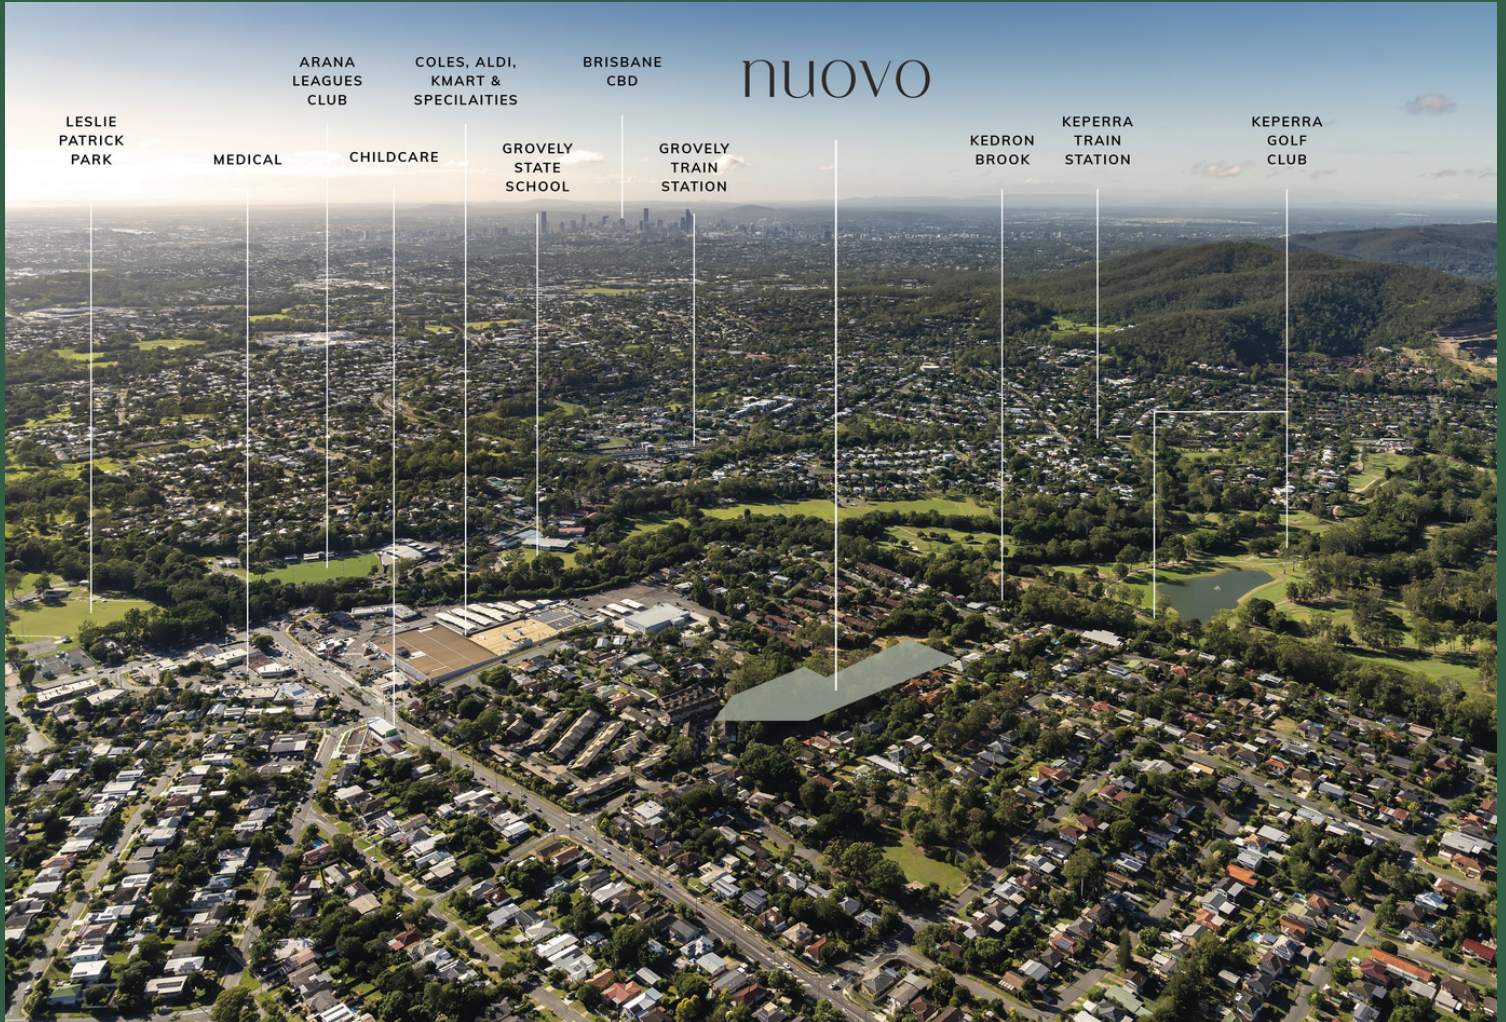 LESLIE
PATRICK
PARK
MEDICAL
ARANA
LEAGUES
CLUB
CHILDCARE
COLES, ALDI,
KMART &
SPECILAITIES
GROVELY
STATE
SCHOOL
BRISBANE
CBD
GROVELY
TRAIN
STATION
nuovo
KEDRON
BROOK
KEPERRA
TRAIN
STATION
KEPERRA
GOLF
CLUB